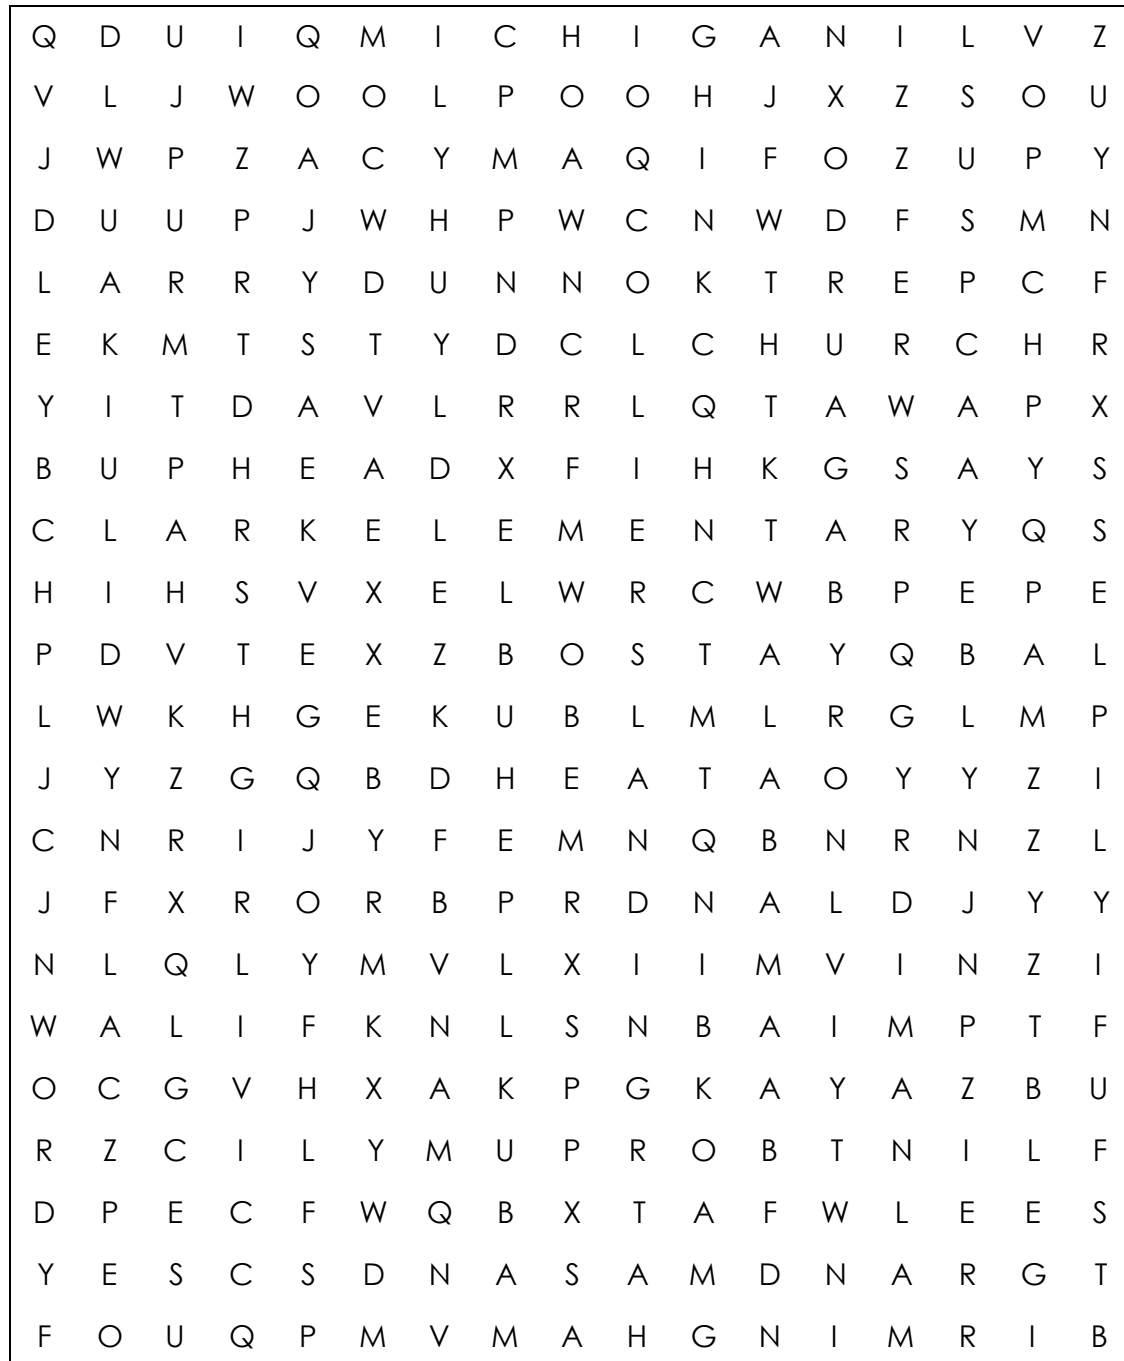 Q D U I Q M I C H I G A N I L V Z
V L J W O O L P O O H J X Z S O U
J W P Z A C Y M A Q I F O Z U P Y
D U U P J W H P W C N W D F S M N
L A R R Y D U N N O K T R E P C F
E K M T S T Y D C L C H U R C H R
Y I T D A V L R R L Q T A W A P X
B U P H E A D X F I H K G S A Y S
C L A R K E L E M E N T A R Y Q S
H I H S V X E L W R C W B P E P E
P D V T E X Z B O S T A Y Q B A L
L W K H G E K U B L M L R G L M P
J Y Z G Q B D H E A T A O Y Y Z I
C N R I J Y F E M N Q B N R N Z L
J F X R O R B P R D N A L D J Y Y
N L Q L Y M V L X I I M V I N Z I
W A L I F K N L S N B A I M P T F
O C G V H X A K P G K A Y A Z B U
R Z C I L Y M U P R O B T N I L F
D P E C F W Q B X T A F W L E E S
Y E S C S D N A S A M D N A R G T
F O U Q P M V M A H G N I M R I B